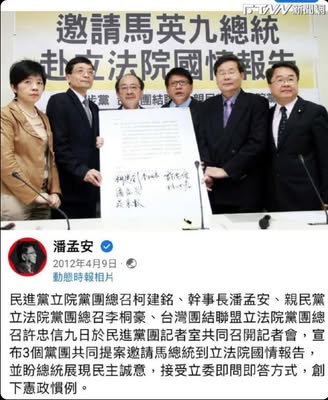 邀請馬英九總統
赴立法院國情報告
潘孟安
2012年4月9日
動態時報相片
民進黨立院黨團總召柯建銘、幹事長潘孟安、親民黨
立法院黨團總召李桐豪、台灣團結聯盟立法院黨團總
召許忠信九日於民進黨團記者室共同召開記者會，宣
布3個黨團共同提案邀請馬總統到立法院國情報告，
並盼總統展現民主誠意，接受立委即問即答方式，創
下憲政慣例。